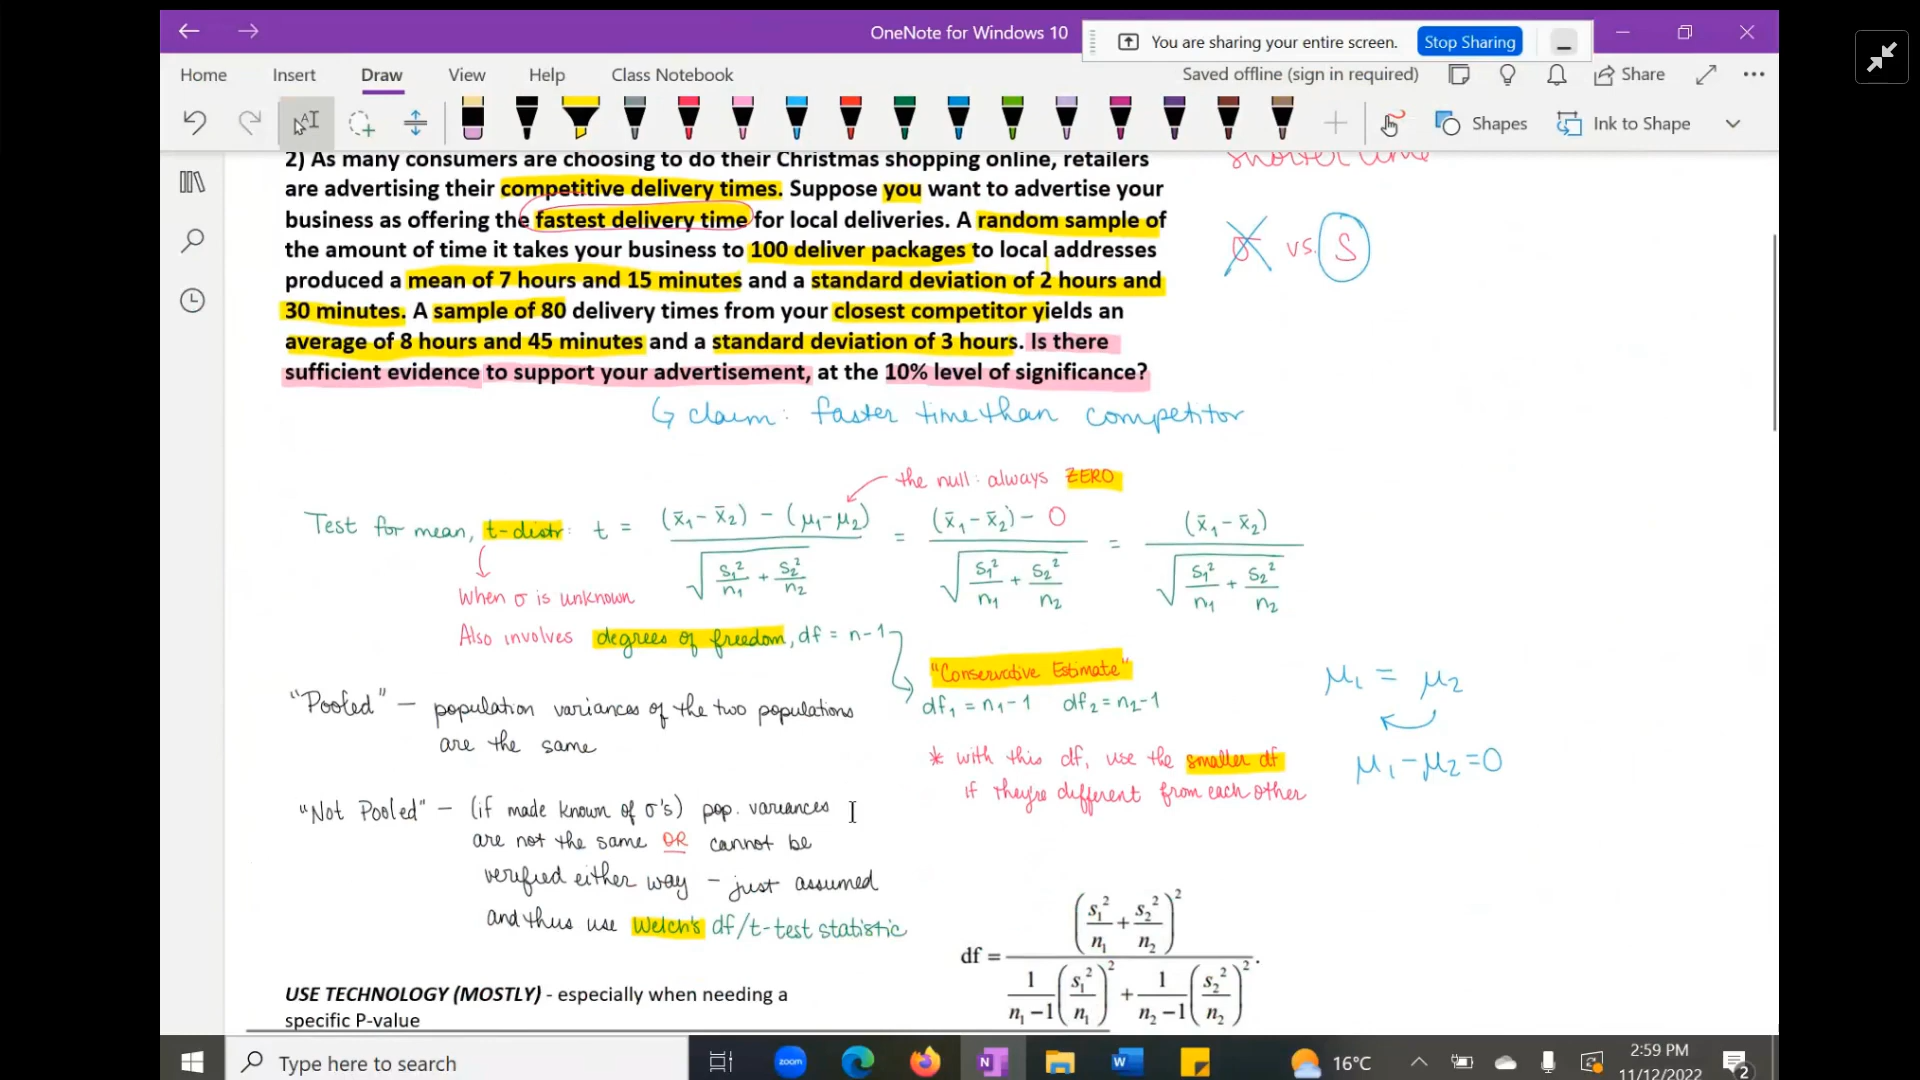 OneNote for Windows 10
You are sharing your entire screen.
Stop Sharing
Home
Insert
Draw
View
Help
Class Notebook
Saved offline (sign in required)
Share
Shapes
Ink to Shape
2) As many consumers are choosing to do their Christmas shopping online, retailers
are advertising their competitive delivery times. Suppose you want to advertise your
business as offering the fastest delivery time for local deliveries. A random sample of
the amount of time it takes your business to 100 deliver packages to local addresses
produced a mean of 7 hours and 15 minutes and a standard deviation of 2 hours and
30 minutes. A sample of 80 delivery times from your closest competitor yields an
average of 8 hours and 45 minutes and a standard deviation of 3 hours. Is there
sufficient evidence to support your advertisement, at the 10% level of significance?
shorter time
σ vs. S
↳ claim: faster time than competitor
the null: always ZERO
Test for mean, t-distr: t = ((x̄₁ - x̄₂) - (μ₁-μ₂)) / √(s₁²/n₁ + s₂²/n₂) = ((x̄₁ - x̄₂) - 0) / √(s₁²/n₁ + s₂²/n₂) = (x̄₁ - x̄₂) / √(s₁²/n₁ + s₂²/n₂)
When σ is unknown
Also involves degrees of freedom, df = n-1
"Conservative Estimate"
df₁ = n₁-1 df₂ = n₂-1
* with this df, use the smaller df
if they're different from each other
μ₁ = μ₂
μ₁ - μ₂ = 0
"Pooled" — population variances of the two populations
are the same
"Not Pooled" — (if made known of σ's) pop. variances
are not the same OR cannot be
verified either way - just assumed
and thus use Welch's df/t-test statistic
df = (s₁²/n₁ + s₂²/n₂)² / (1/(n₁-1) (s₁²/n₁)² + 1/(n₂-1) (s₂²/n₂)²).
USE TECHNOLOGY (MOSTLY) - especially when needing a
specific P-value
Type here to search
zoom
N
W
16°C
2:59 PM
11/12/2022
2